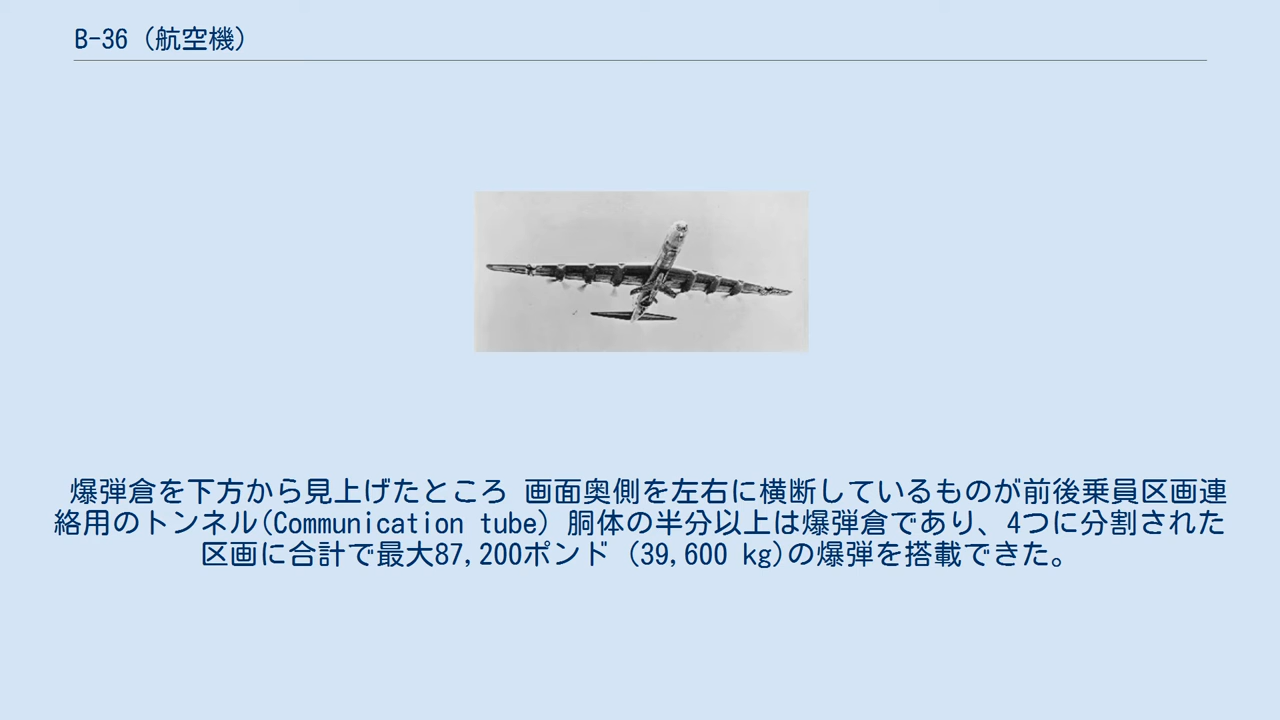 B-36（航空機）
爆弾倉を下方から見上げたところ 画面奥側を左右に横断しているものが前後乗員区画連
絡用のトンネル(Communication tube) 胴体の半分以上は爆弾倉であり、4つに分割された
区画に合計で最大87,200ポンド (39,600 kg)の爆弾を搭載できた。